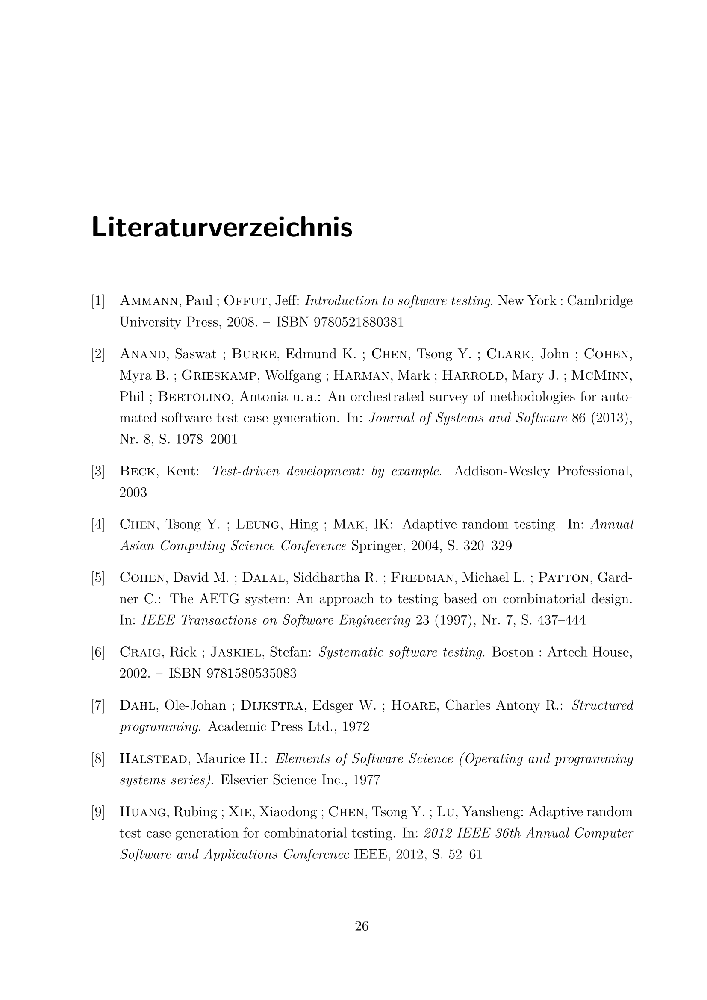 Literaturverzeichnis
[1] Ammann, Paul ; Offut, Jeff: Introduction to software testing. New York : Cambridge
University Press, 2008. – ISBN 9780521880381
[2] Anand, Saswat ; Burke, Edmund K. ; Chen, Tsong Y. ; Clark, John ; Cohen,
Myra B. ; Grieskamp, Wolfgang ; Harman, Mark ; Harrold, Mary J. ; McMinn,
Phil ; Bertolino, Antonia u. a.: An orchestrated survey of methodologies for auto-
mated software test case generation. In: Journal of Systems and Software 86 (2013),
Nr. 8, S. 1978–2001
[3] Beck, Kent: Test-driven development: by example. Addison-Wesley Professional,
2003
[4] Chen, Tsong Y. ; Leung, Hing ; Mak, IK: Adaptive random testing. In: Annual
Asian Computing Science Conference Springer, 2004, S. 320–329
[5] Cohen, David M. ; Dalal, Siddhartha R. ; Fredman, Michael L. ; Patton, Gard-
ner C.: The AETG system: An approach to testing based on combinatorial design.
In: IEEE Transactions on Software Engineering 23 (1997), Nr. 7, S. 437–444
[6] Craig, Rick ; Jaskiel, Stefan: Systematic software testing. Boston : Artech House,
2002. – ISBN 9781580535083
[7] Dahl, Ole-Johan ; Dijkstra, Edsger W. ; Hoare, Charles Antony R.: Structured
programming. Academic Press Ltd., 1972
[8] Halstead, Maurice H.: Elements of Software Science (Operating and programming
systems series). Elsevier Science Inc., 1977
[9] Huang, Rubing ; Xie, Xiaodong ; Chen, Tsong Y. ; Lu, Yansheng: Adaptive random
test case generation for combinatorial testing. In: 2012 IEEE 36th Annual Computer
Software and Applications Conference IEEE, 2012, S. 52–61
26